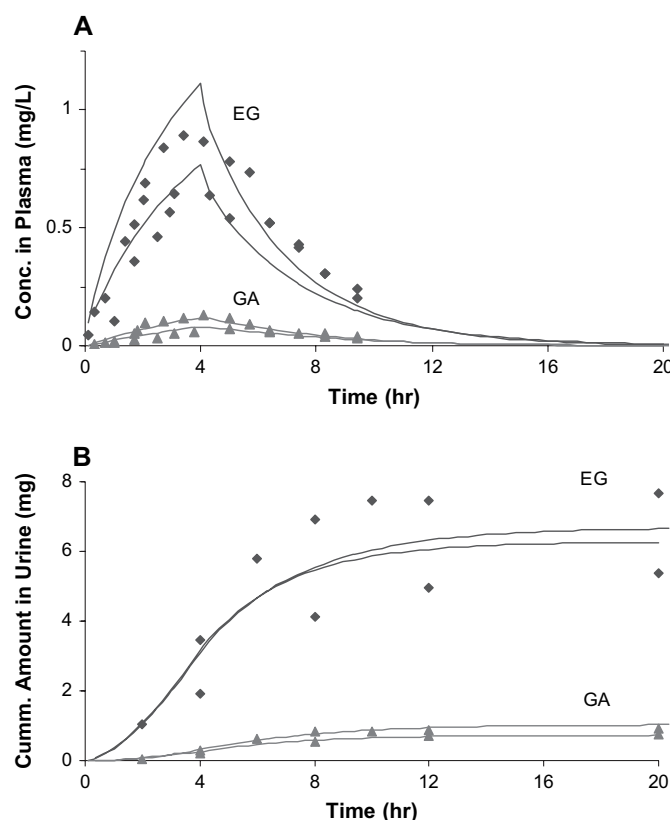 A
Conc. in Plasma (mg/L)
1
0.5
0
EG
GA
0 4 8 12 16 20
Time (hr)
B
Cumm. Amount in Urine (mg)
8
6
4
2
0
EG
GA
0 4 8 12 16 20
Time (hr)